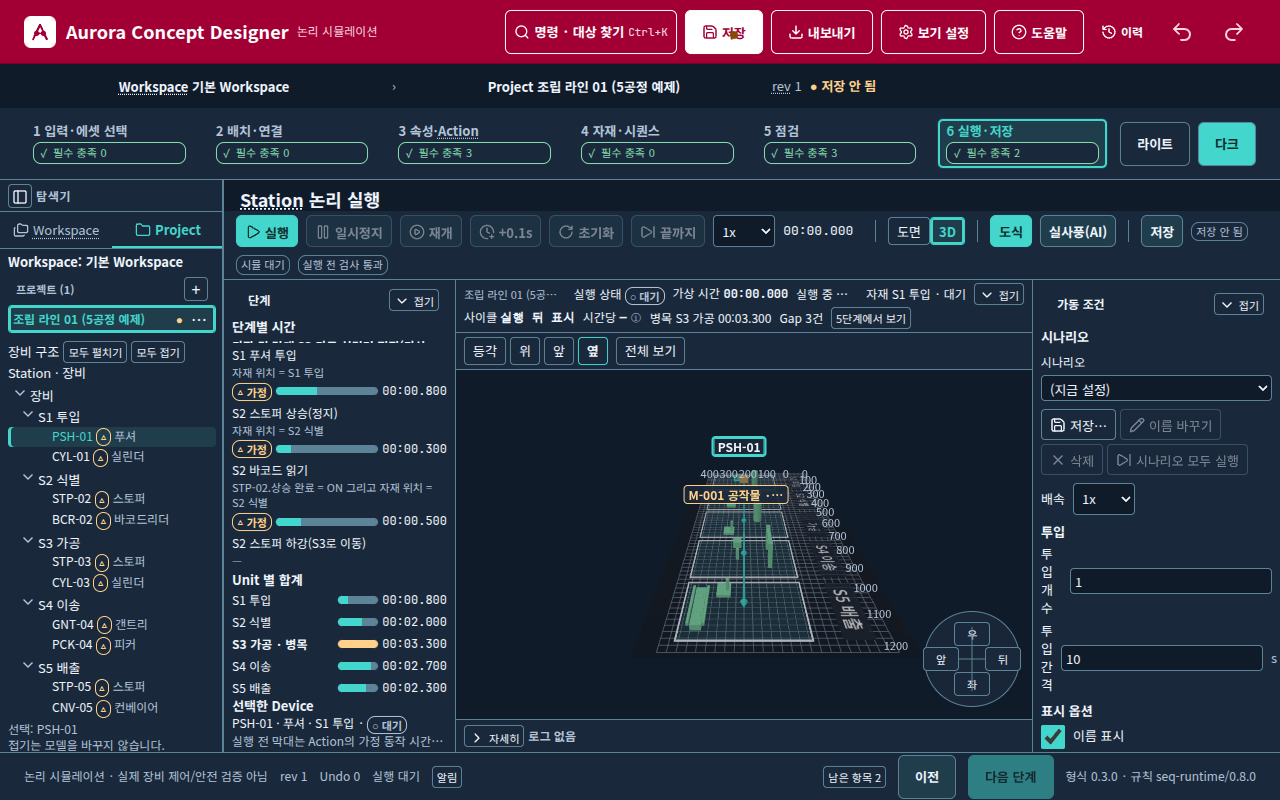 Aurora Concept Designer 논리 시뮬레이션
명령 · 대상 찾기 Ctrl+K
저장
내보내기
보기 설정
도움말
이력
Workspace 기본 Workspace › Project 조립 라인 01 (5공정 예제) rev 1 ● 저장 안 됨
1 입력·에셋 선택
✓ 필수 충족 0
2 배치·연결
✓ 필수 충족 0
3 속성·Action
✓ 필수 충족 3
4 자재·시퀀스
✓ 필수 충족 0
5 점검
✓ 필수 충족 3
6 실행·저장
✓ 필수 충족 2
라이트
다크
탐색기
Workspace
Project
Workspace: 기본 Workspace
프로젝트 (1)
+
조립 라인 01 (5공정 예제) ● ···
장비 구조 모두 펼치기 모두 접기
Station · 장비
장비
S1 투입
PSH-01 푸셔
CYL-01 실린더
S2 식별
STP-02 스토퍼
BCR-02 바코드리더
S3 가공
STP-03 스토퍼
CYL-03 실린더
S4 이송
GNT-04 갠트리
PCK-04 피커
S5 배출
STP-05 스토퍼
CNV-05 컨베이어
선택: PSH-01
접기는 모델을 바꾸지 않습니다.
Station 논리 실행
실행
일시정지
재개
+0.1s
초기화
끝까지
1x
00:00.000
도면
3D
도식
실사풍(AI)
저장
저장 안 됨
시뮬 대기
실행 전 검사 통과
단계
접기
단계별 시간
S1 푸셔 투입
자재 위치 = S1 투입
가정 00:00.800
S2 스토퍼 상승(정지)
자재 위치 = S2 식별
가정 00:00.300
S2 바코드 읽기
STP-02.상승 완료 = ON 그리고 자재 위치 =
S2 식별
가정 00:00.500
S2 스토퍼 하강(S3로 이동)
—
Unit 별 합계
S1 투입 00:00.800
S2 식별 00:02.000
S3 가공 · 병목 00:03.300
S4 이송 00:02.700
S5 배출 00:02.300
선택한 Device
PSH-01 · 푸셔 · S1 투입 · ○ 대기
실행 전 막대는 Action의 가정 동작 시간···
조립 라인 01 (5공··· 실행 상태 ○ 대기 가상 시간 00:00.000 실행 중 ··· 자재 S1 투입 · 대기 접기
사이클 실행 뒤 표시 시간당 — ⓘ 병목 S3 가공 00:03.300 Gap 3건 5단계에서 보기
등각
위
앞
옆
전체 보기
PSH-01
400 300 200 100 0 0
100
200
M-001 공작물 · ···
300
400
500
600
700
S4 이송
800
900
1000
S5 배출
1100
1200
우
앞
뒤
좌
자세히
로그 없음
가동 조건
접기
시나리오
시나리오
(지금 설정)
저장···
이름 바꾸기
삭제
시나리오 모두 실행
배속 1x
투입
투입 개수 1
투입 간격 10 s
표시 옵션
이름 표시
논리 시뮬레이션 · 실제 장비 제어/안전 검증 아님 rev 1 Undo 0 실행 대기 알림
남은 항목 2
이전
다음 단계
형식 0.3.0 · 규칙 seq-runtime/0.8.0